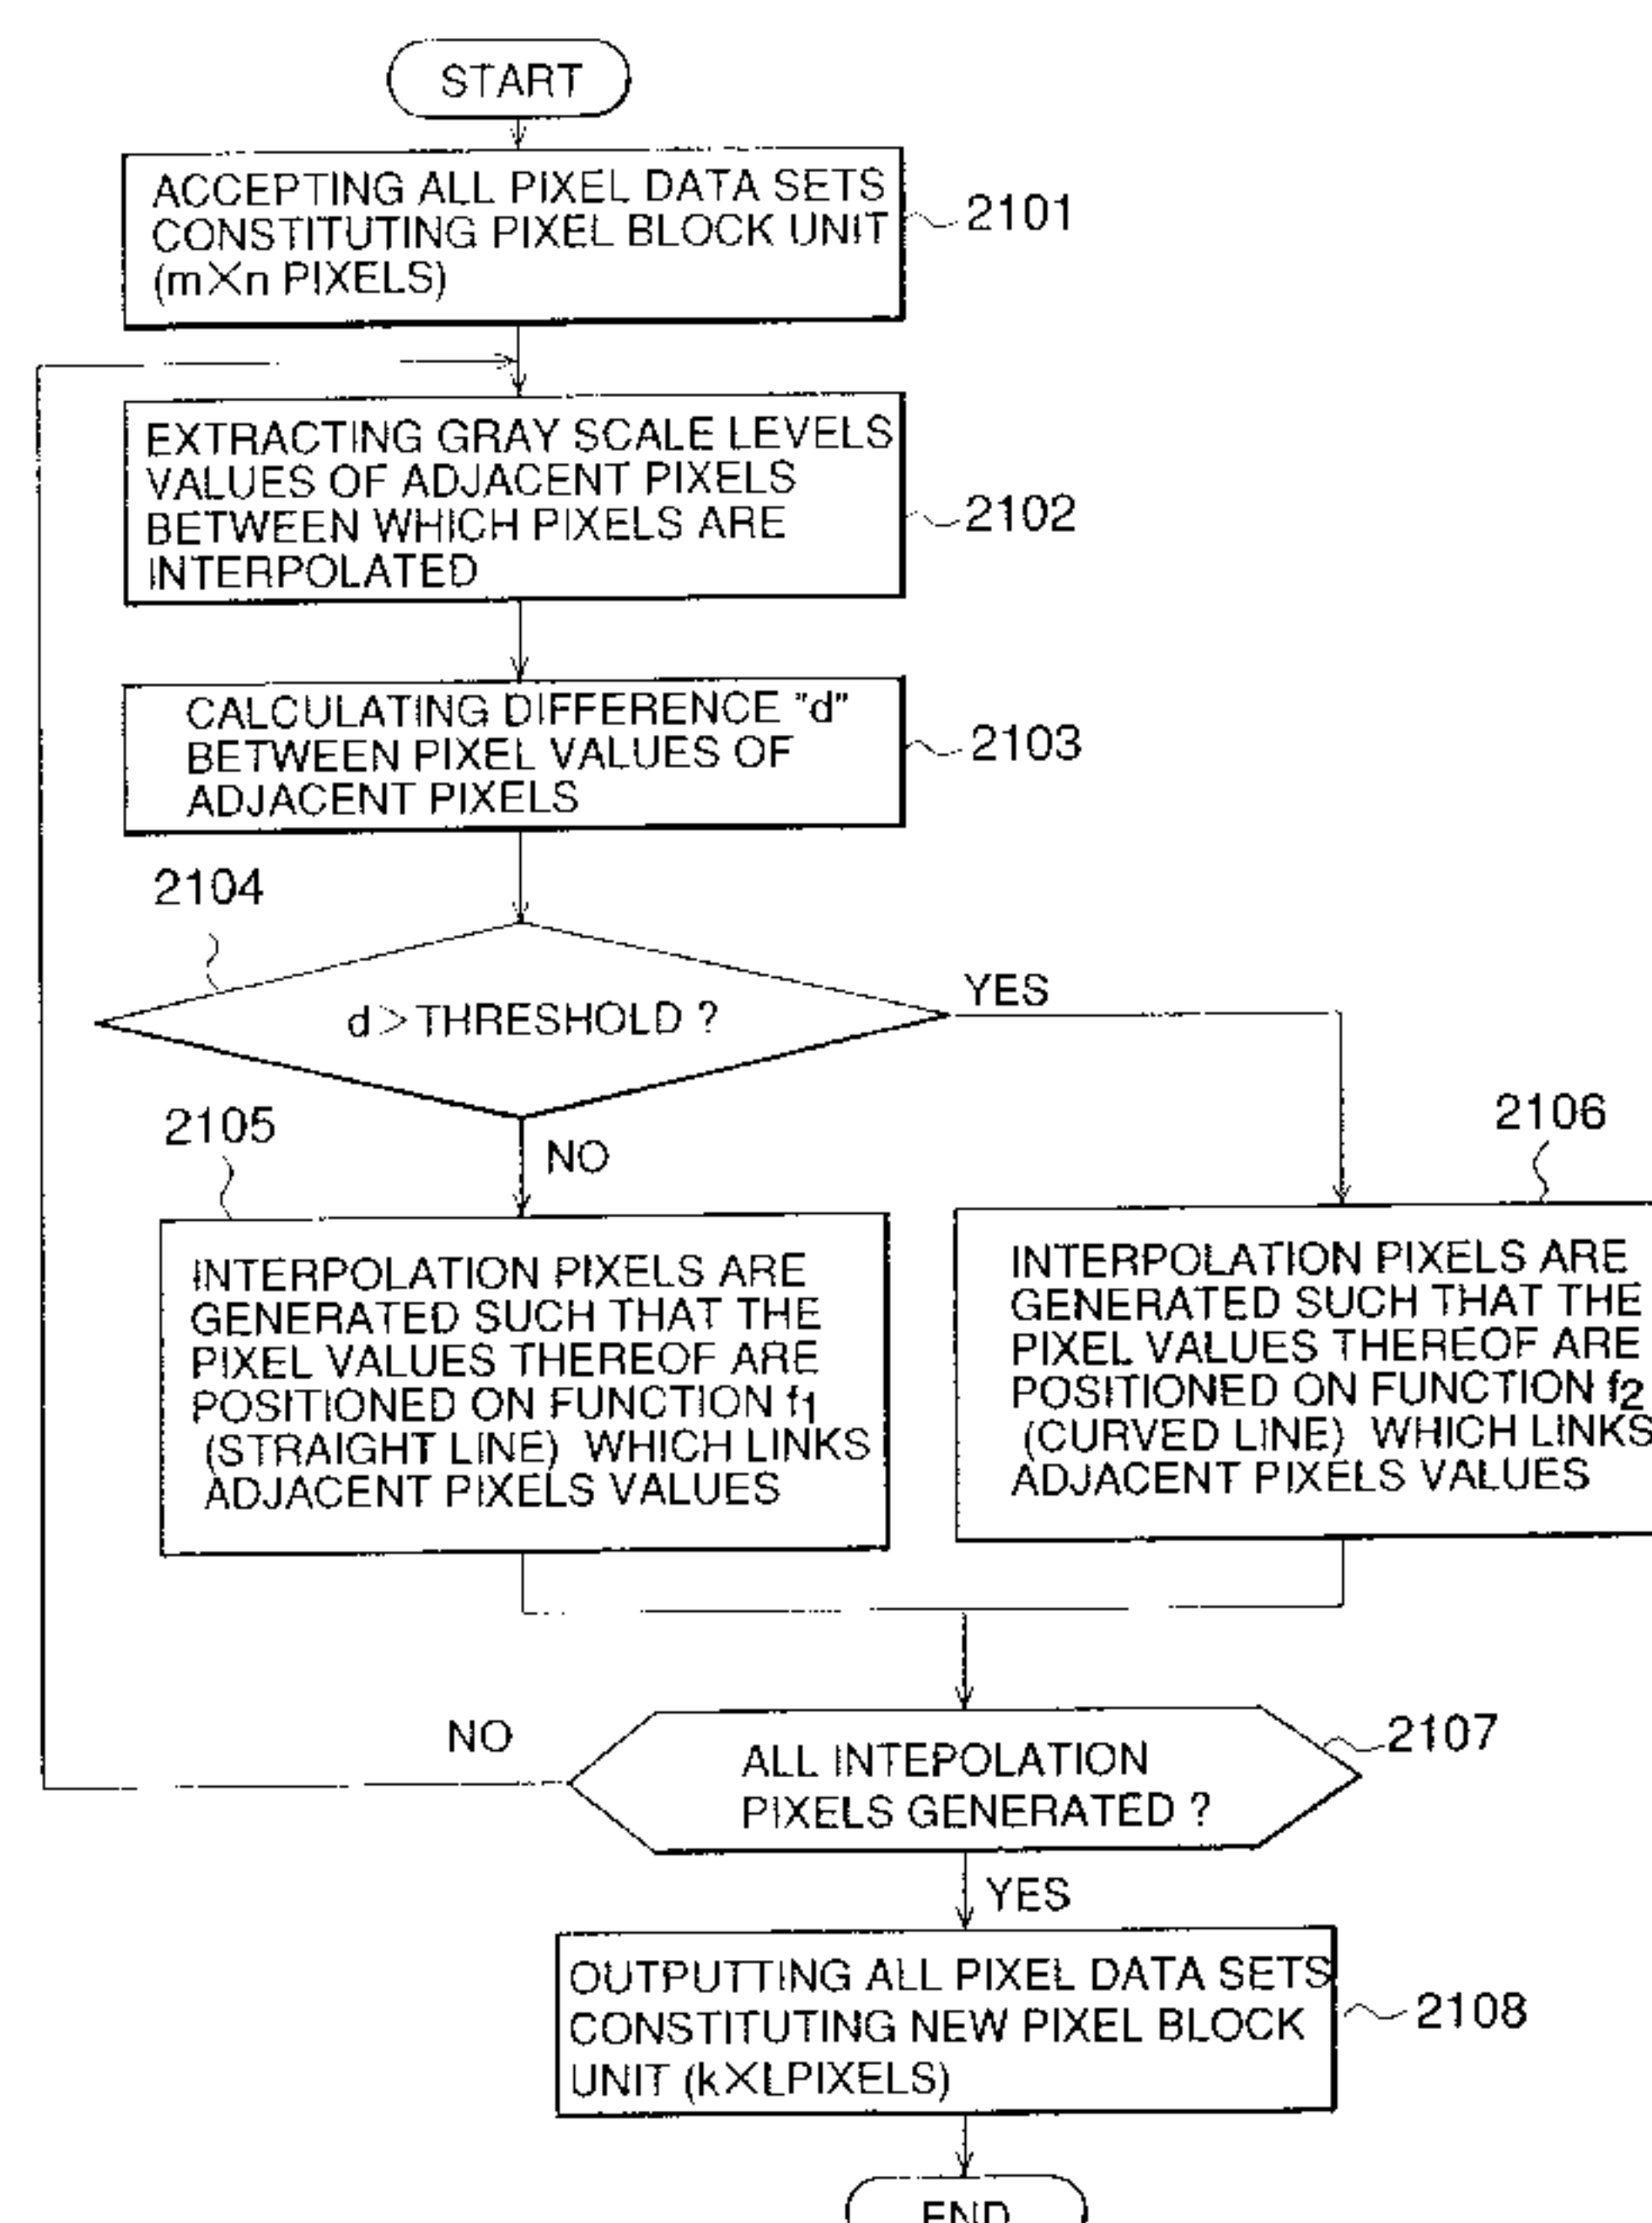 START
ACCEPTING ALL PIXEL DATA SETS
CONSTITUTING PIXEL BLOCK UNIT
(m×n PIXELS)
2101
EXTRACTING GRAY SCALE LEVELS
VALUES OF ADJACENT PIXELS
BETWEEN WHICH PIXELS ARE
INTERPOLATED
2102
CALCULATING DIFFERENCE "d"
BETWEEN PIXEL VALUES OF
ADJACENT PIXELS
2103
2104
d>THRESHOLD ?
YES
NO
2105
INTERPOLATION PIXELS ARE
GENERATED SUCH THAT THE
PIXEL VALUES THEREOF ARE
POSITIONED ON FUNCTION f1
(STRAIGHT LINE) WHICH LINKS
ADJACENT PIXELS VALUES
2106
INTERPOLATION PIXELS ARE
GENERATED SUCH THAT THE
PIXEL VALUES THEREOF ARE
POSITIONED ON FUNCTION f2
(CURVED LINE) WHICH LINKS
ADJACENT PIXELS VALUES
NO
ALL INTEPOLATION
PIXELS GENERATED ?
2107
YES
OUTPUTTING ALL PIXEL DATA SETS
CONSTITUTING NEW PIXEL BLOCK
UNIT (k×LPIXELS)
2108
END